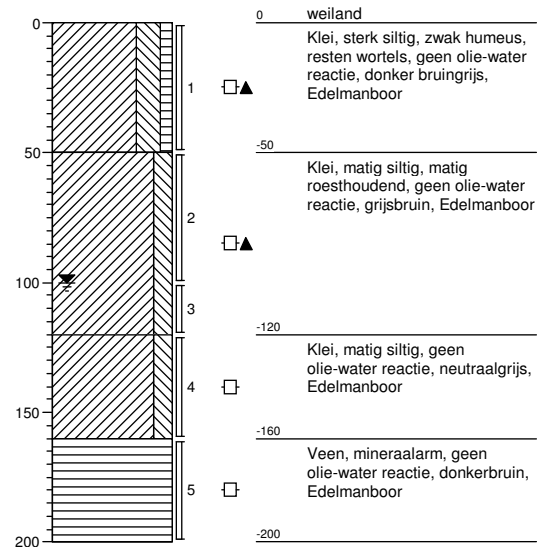 0
50
100
150
200
1
2
3
4
5
0 weiland
Klei, sterk siltig, zwak humeus,
resten wortels, geen olie-water
reactie, donker bruingrijs,
Edelmanboor
-50
Klei, matig siltig, matig
roesthoudend, geen olie-water
reactie, grijsbruin, Edelmanboor
-120
Klei, matig siltig, geen
olie-water reactie, neutraalgrijs,
Edelmanboor
-160
Veen, mineraalarm, geen
olie-water reactie, donkerbruin,
Edelmanboor
-200